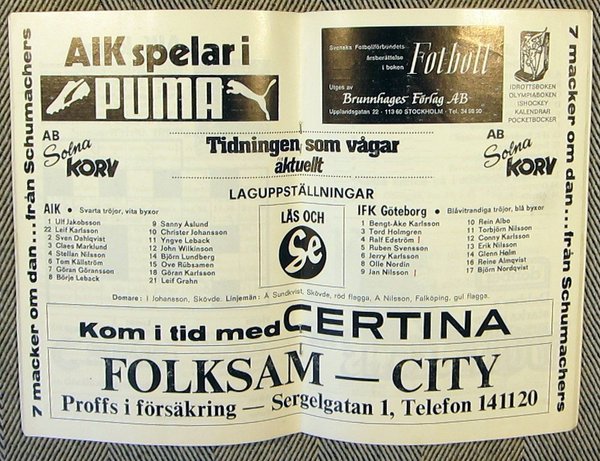 7 macker om dan...från Schumachers
AIK spelar i
PUMA
Svenska Fotbollförbundets
årsberättelse
i boken
Fotboll
Utges av
Brunnhages Förlag AB
Upplandsgatan 22 · 113 60 STOCKHOLM · Tel. 34 98 90
IDROTTSBOKEN
OLYMPIABOKEN
ISHOCKEY
KALENDRAR
POCKETBÖCKER
7 macker om dan...från Schumachers
AB
Solna
KORV
Tidningen som vågar
aktuellt
AB
Solna
KORV
LAGUPPSTÄLLNINGAR
AIK • Svarta tröjor, vita byxor
1 Ulf Jakobsson
22 Leif Karlsson
2 Sven Dahlqvist
3 Claes Marklund
4 Stellan Nilsson
6 Tom Källström
7 Göran Göransson
8 Börje Leback
9 Sanny Åslund
10 Christer Johansson
11 Yngve Leback
12 John Wilkinson
14 Björn Lundberg
15 Ove Rübsamen
18 Göran Karlsson
21 Leif Grahn
LÄS OCH
Se
IFK Göteborg • Blåvitrandiga tröjor, blå byxor
1 Bengt-Åke Karlsson
3 Tord Holmgren
4 Ralf Edström
5 Ruben Svensson
6 Jerry Karlsson
8 Olle Nordin
9 Jan Nilsson
10 Rein Albo
11 Torbjörn Nilsson
12 Conny Karlsson
13 Erik Nilsson
14 Glenn Holm
16 Reine Almqvist
17 Björn Nordqvist
Domare: I Johansson, Skövde. Linjemän: Å Sundkvist, Skövde, röd flagga, A Nilsson, Falköping, gul flagga.
Kom i tid med CERTINA
FOLKSAM — CITY
Proffs i försäkring — Sergelgatan 1, Telefon 141120